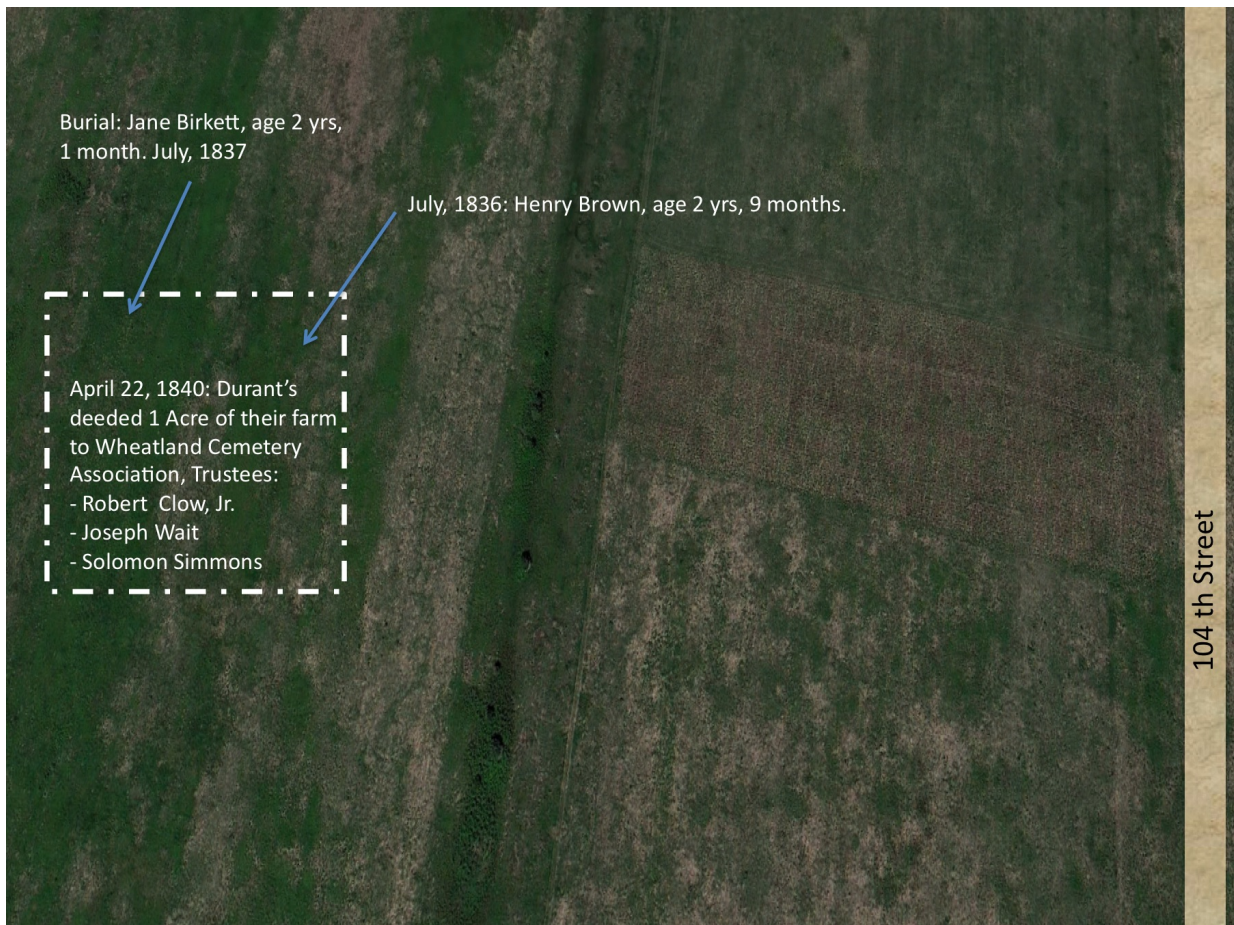 Burial: Jane Birkett, age 2 yrs,
1 month. July, 1837
July, 1836: Henry Brown, age 2 yrs, 9 months.
April 22, 1840: Durant’s
deeded 1 Acre of their farm
to Wheatland Cemetery
Association, Trustees:
- Robert  Clow, Jr.
- Joseph Wait
- Solomon Simmons
104 th Street